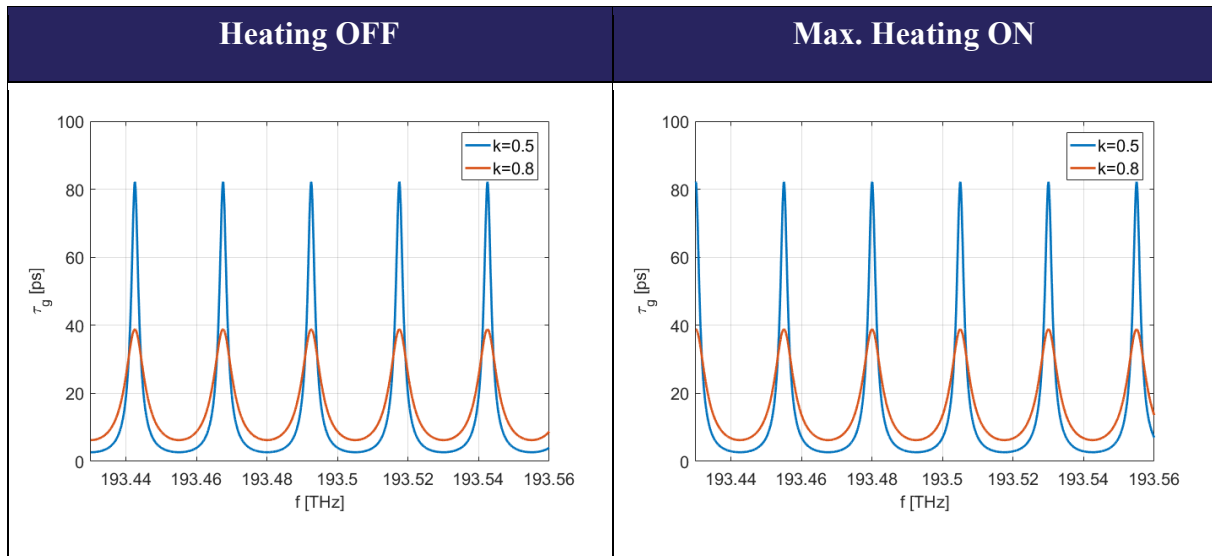 Heating OFF
Max. Heating ON
100
80
60
40
20
0
τg [ps]
k=0.5
k=0.8
193.44 193.46 193.48 193.5 193.52 193.54 193.56
f [THz]
100
80
60
40
20
0
τg [ps]
k=0.5
k=0.8
193.44 193.46 193.48 193.5 193.52 193.54 193.56
f [THz]